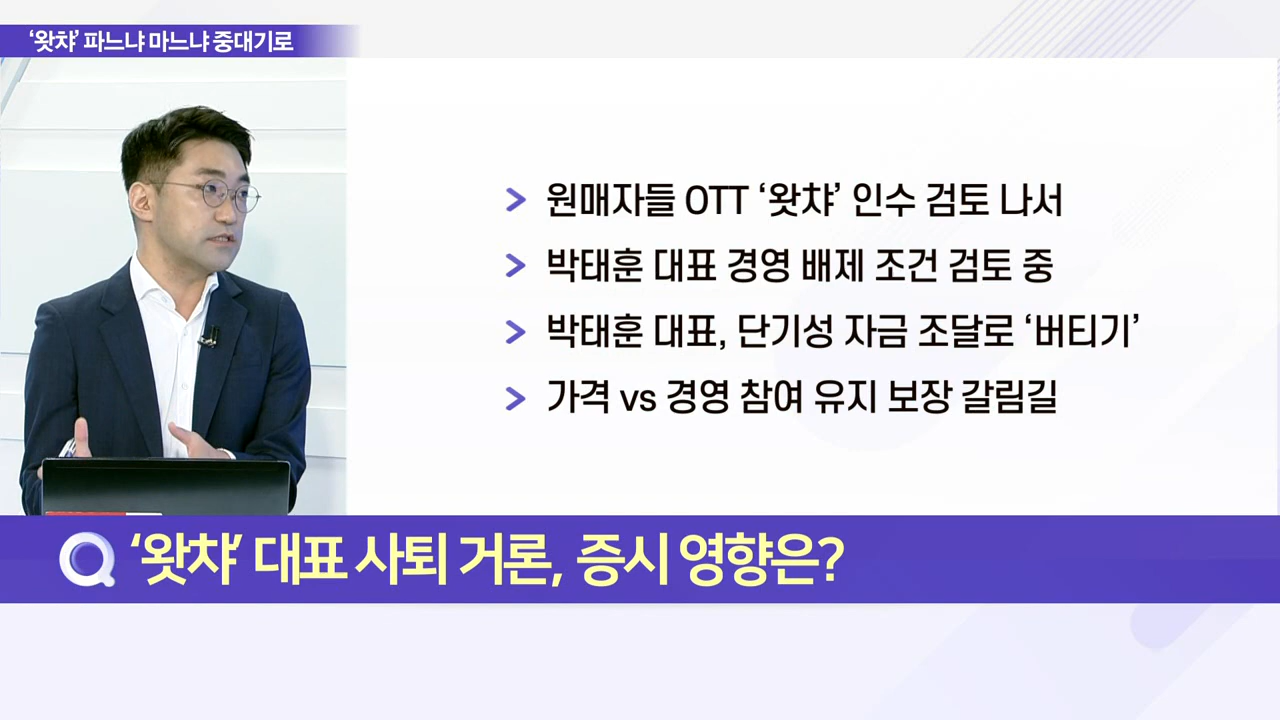 ‘왓챠’ 파느냐 마느냐 중대기로
> 원매자들 OTT ‘왓챠’ 인수 검토 나서
> 박태훈 대표 경영 배제 조건 검토 중
> 박태훈 대표, 단기성 자금 조달로 ‘버티기’
> 가격 vs 경영 참여 유지 보장 갈림길
‘왓챠’ 대표 사퇴 거론, 증시 영향은?